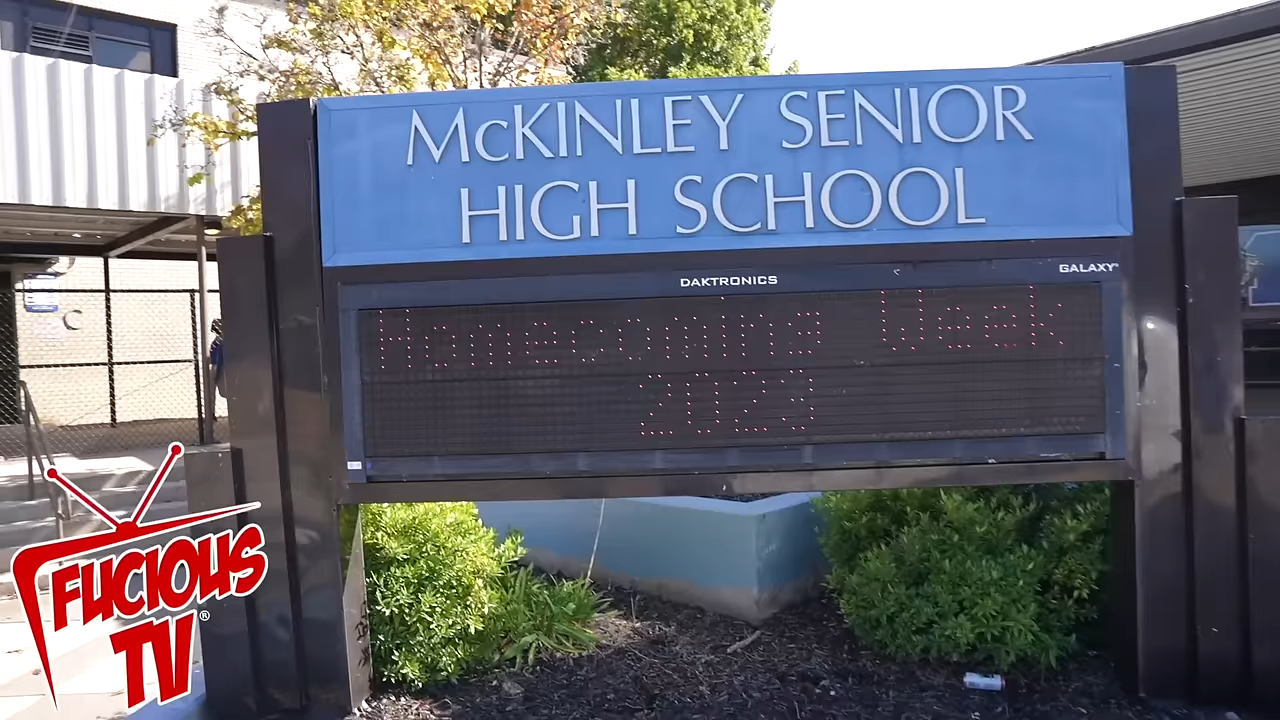 McKINLEY SENIOR
HIGH SCHOOL
DAKTRONICS
GALAXY®
Homecoming Week
2023
FUCIOUS
TV®